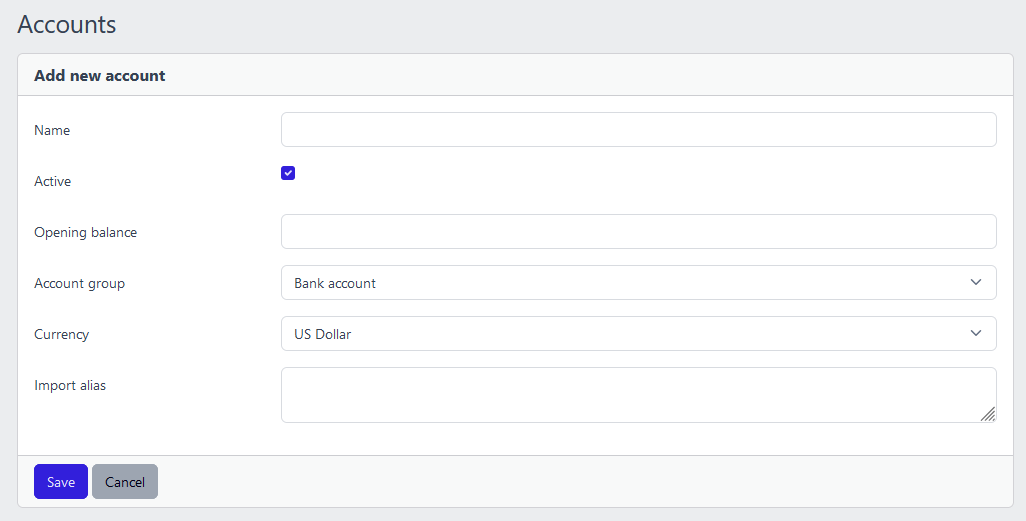 Accounts
Add new account
Name
Active
Opening balance
Account group
Bank account
Currency
US Dollar
Import alias
Save Cancel